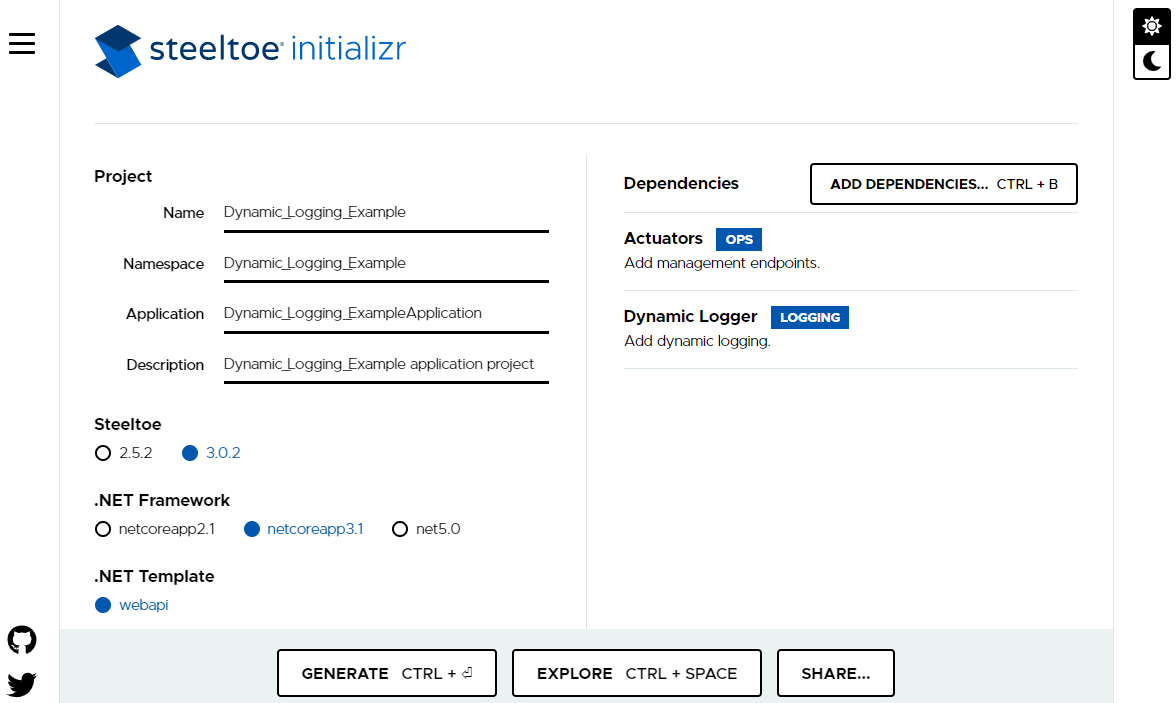 steeltoe® initializr
Project
Name Dynamic_Logging_Example
Namespace Dynamic_Logging_Example
Application Dynamic_Logging_ExampleApplication
Description Dynamic_Logging_Example application project
Steeltoe
2.5.2 3.0.2
.NET Framework
netcoreapp2.1 netcoreapp3.1 net5.0
.NET Template
webapi
Dependencies ADD DEPENDENCIES... CTRL + B
Actuators OPS
Add management endpoints.
Dynamic Logger LOGGING
Add dynamic logging.
GENERATE CTRL + ⏎ EXPLORE CTRL + SPACE SHARE...